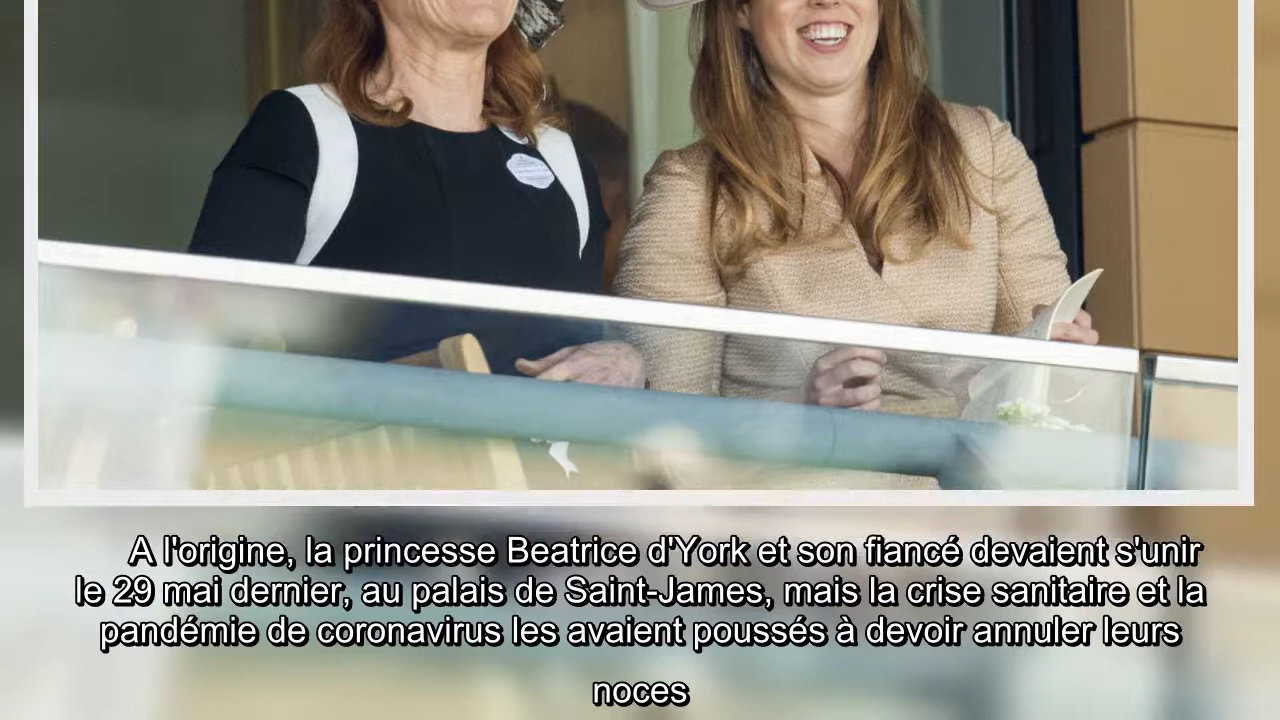 A l'origine, la princesse Beatrice d'York et son fiancé devaient s'unir
le 29 mai dernier, au palais de Saint-James, mais la crise sanitaire et la
pandémie de coronavirus les avaient poussés à devoir annuler leurs
noces